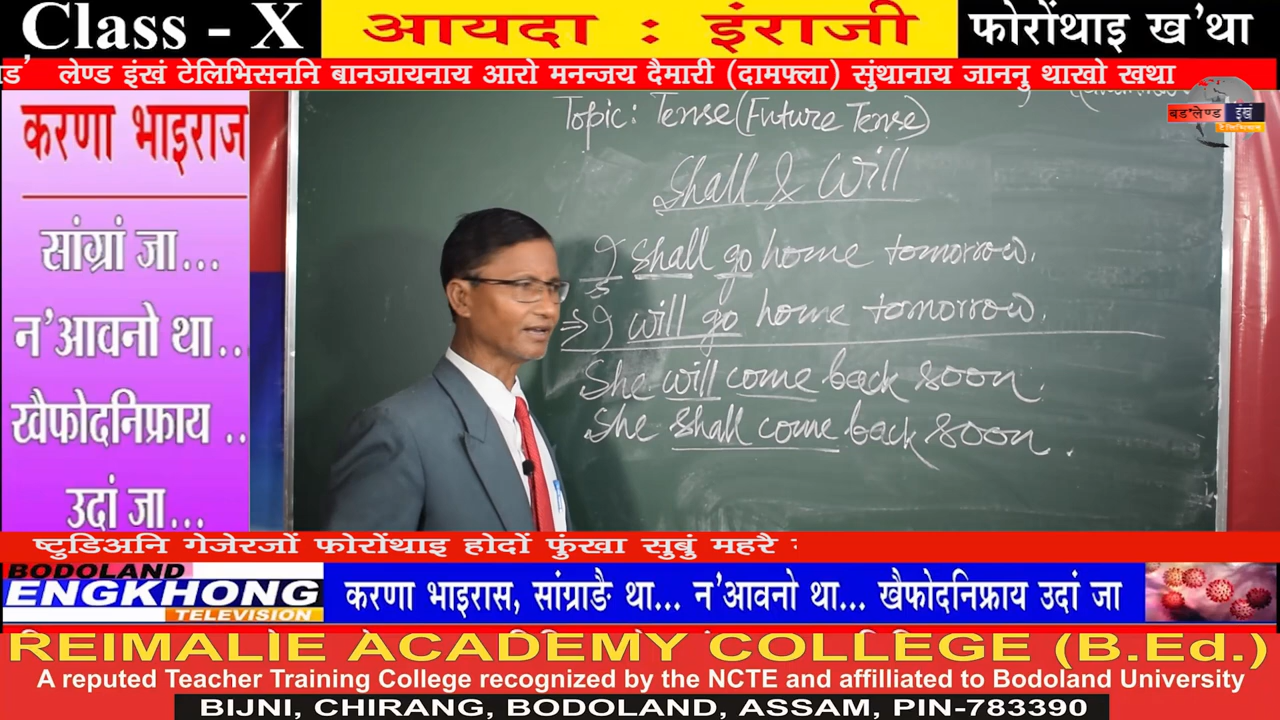 Class - X
आयदा : इंराजी
फोरोंथाइ ख'था
लेण्ड इंखं टेलिभिसननि बानजायनाय आरो मनन्जय दैमारी (दामफ्ला) सुंथानाय जाननु थाखो खथा
करणा भाइराज
सांग्रां जा...
न'आवनो था...
खैफोदनिफ्राय ..
उदां जा...
Topic: Tense (Future Tense)
Shall & Will
I shall go home tomorrow.
I will go home tomorrow.
She will come back soon.
She shall come back soon.
बड'लेण्ड इंखं
टेलिभिसन
ष्टुडिअनि गेजेरजों फोरोंथाइ होदों फुंखा सुबुं महरै
BODOLAND
ENGKHONG
TELEVISION
करणा भाइरास, सांग्राङै था... न'आवनो था... खैफोदनिफ्राय उदां जा
REIMALIE ACADEMY COLLEGE (B.Ed.)
A reputed Teacher Training College recognized by the NCTE and affilliated to Bodoland University
BIJNI, CHIRANG, BODOLAND, ASSAM, PIN-783390